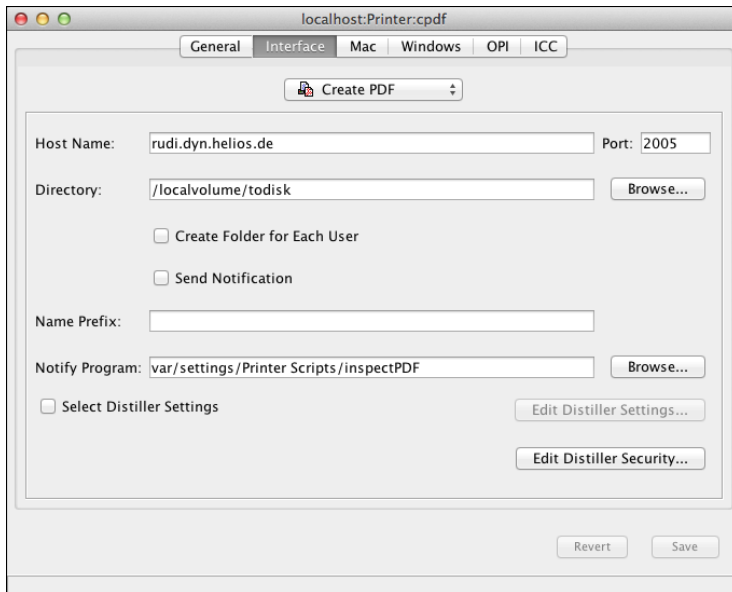 localhost:Printer:cpdf
General Interface Mac Windows OPI ICC
Create PDF
Host Name: rudi.dyn.helios.de Port: 2005
Directory: /localvolume/todisk Browse...
Create Folder for Each User
Send Notification
Name Prefix:
Notify Program: var/settings/Printer Scripts/inspectPDF Browse...
Select Distiller Settings Edit Distiller Settings...
Edit Distiller Security...
Revert Save